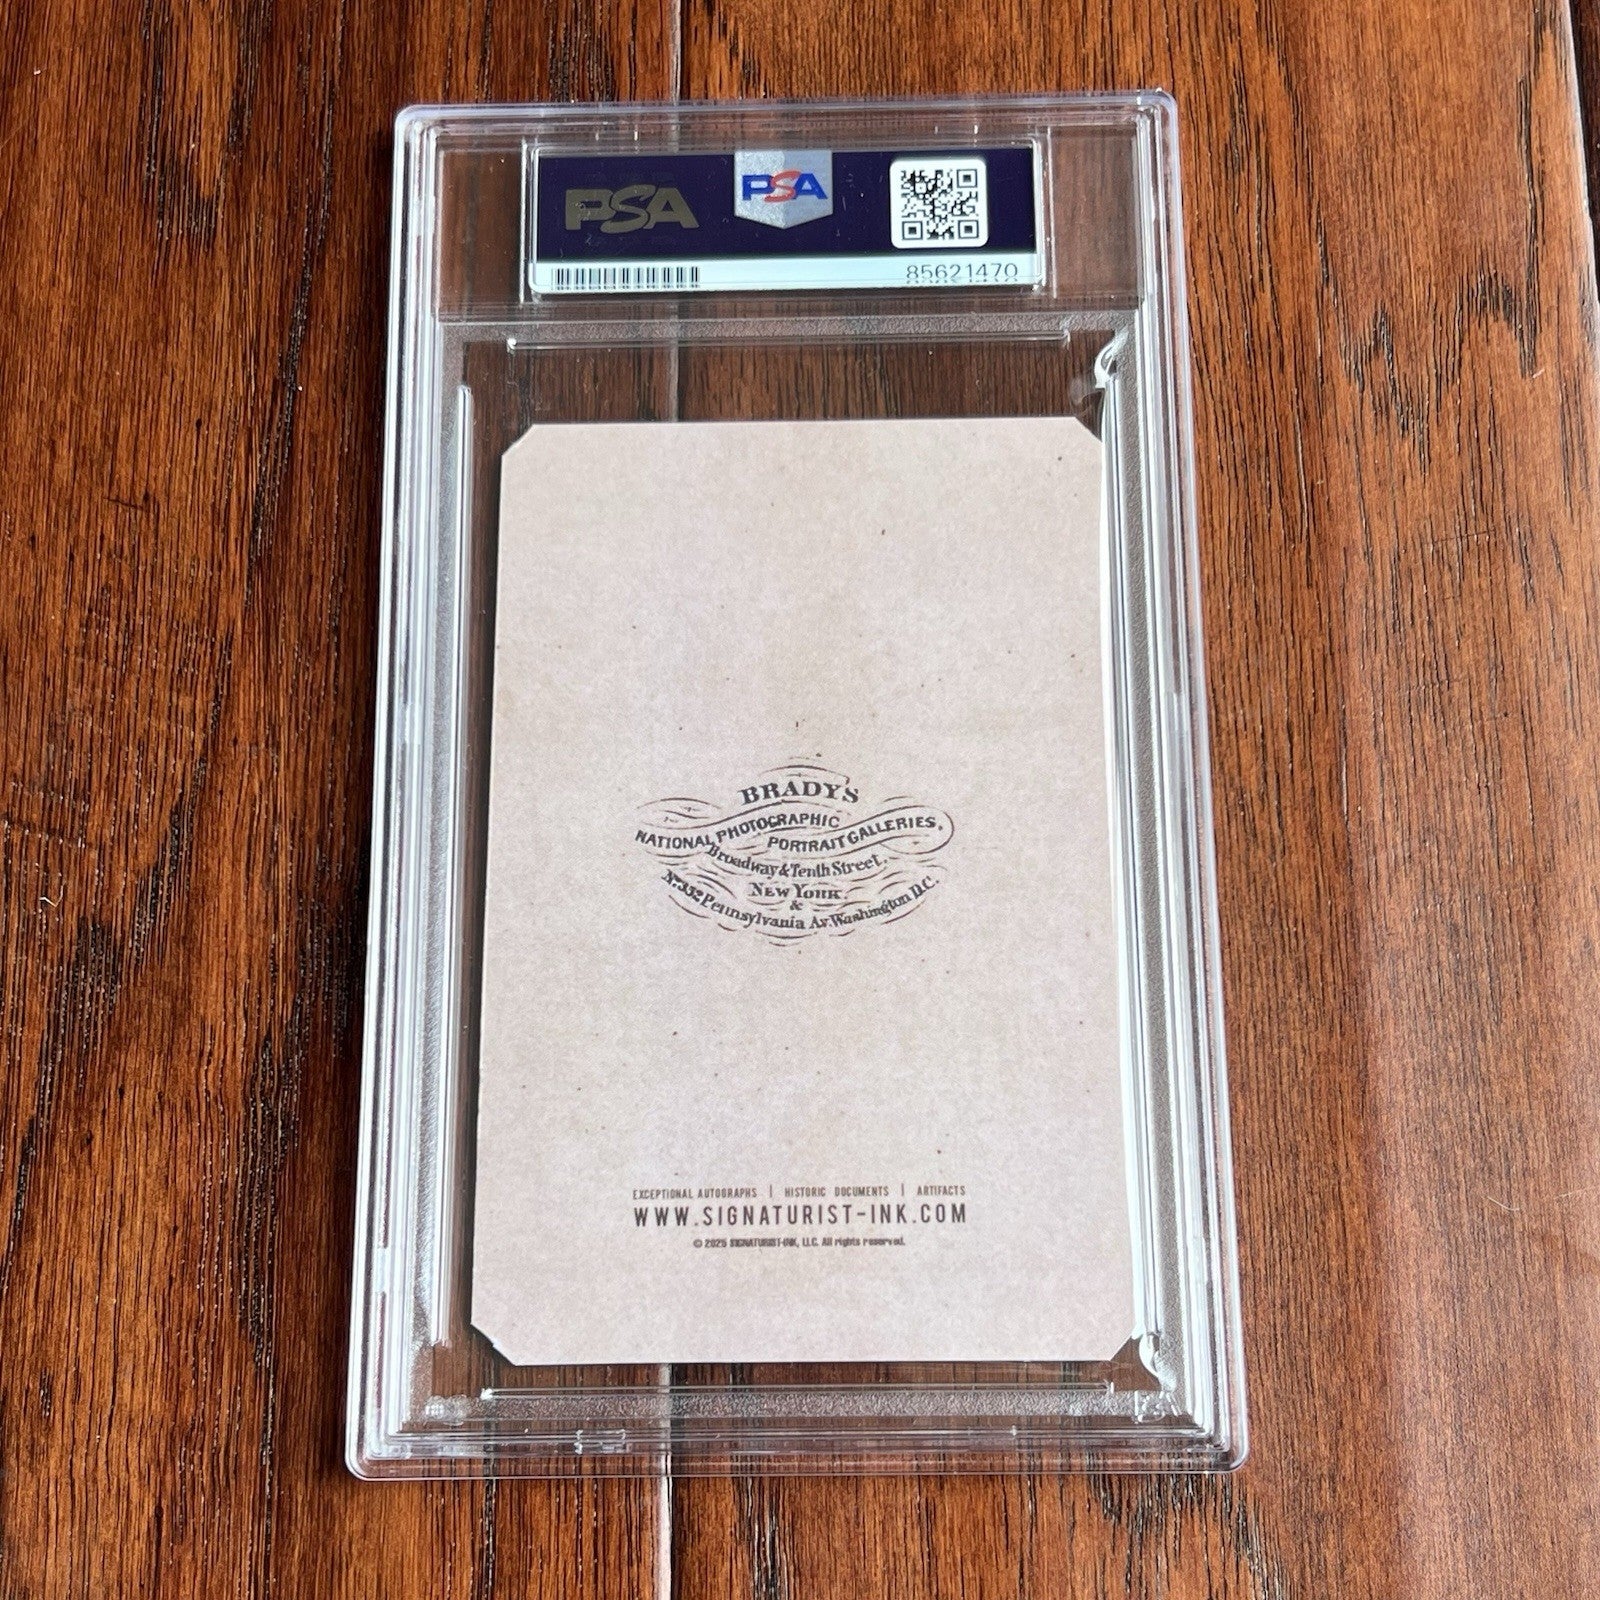 PSA
PSA
85621470
BRADY'S
NATIONAL PHOTOGRAPHIC
PORTRAIT GALLERIES,
Broadway & Tenth Street,
NEW YORK.
&
No. 352 Pennsylvania Av. Washington D.C.
EXCEPTIONAL AUTOGRAPHS | HISTORIC DOCUMENTS | ARTIFACTS
WWW.SIGNATURIST-INK.COM
© 2025 SIGNATURIST-INK, LLC. All rights reserved.